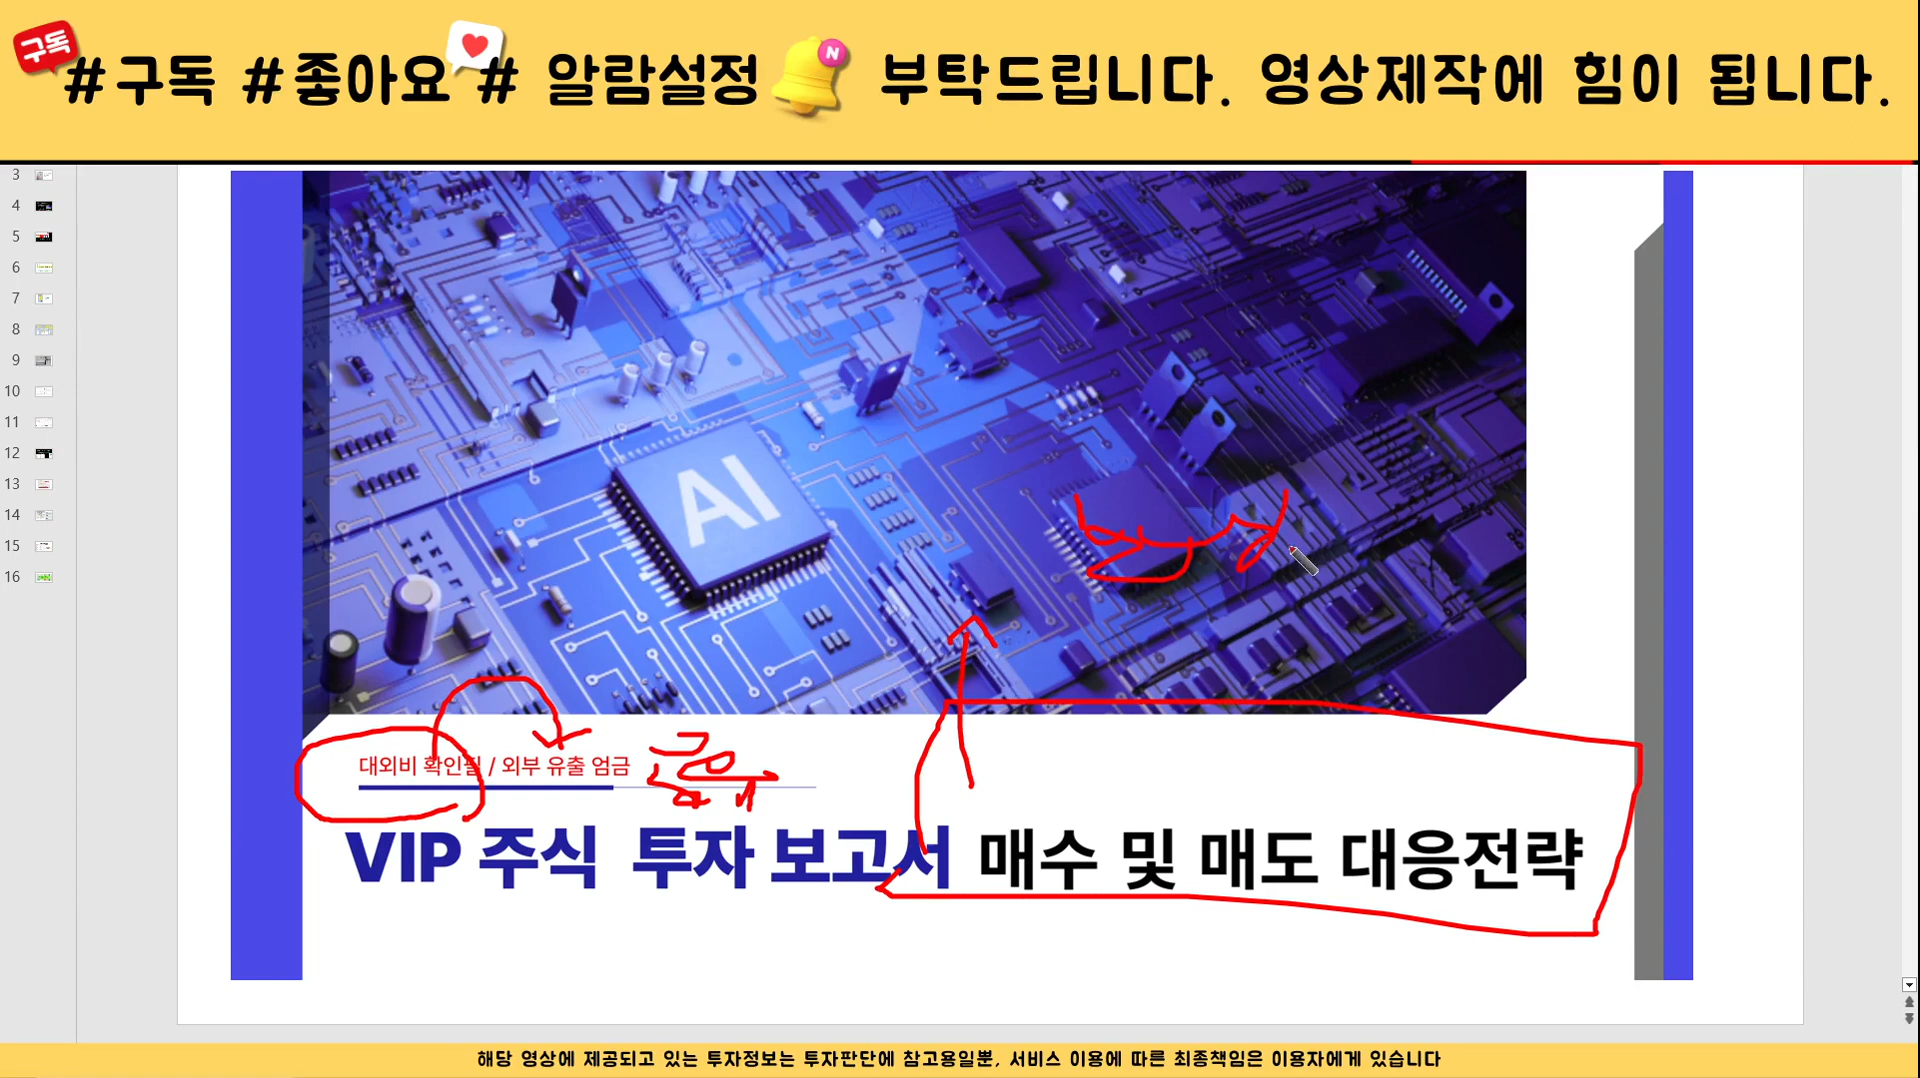 구독
#구독 #좋아요 # 알람설정 N 부탁드립니다. 영상제작에 힘이 됩니다.
3
4
5
6
7
8
9
10
11
12
13
14
15
16
AI
대외비 확인필 / 외부 유출 엄금
VIP 주식 투자 보고서 매수 및 매도 대응전략
해당 영상에 제공되고 있는 투자정보는 투자판단에 참고용일뿐, 서비스 이용에 따른 최종책임은 이용자에게 있습니다